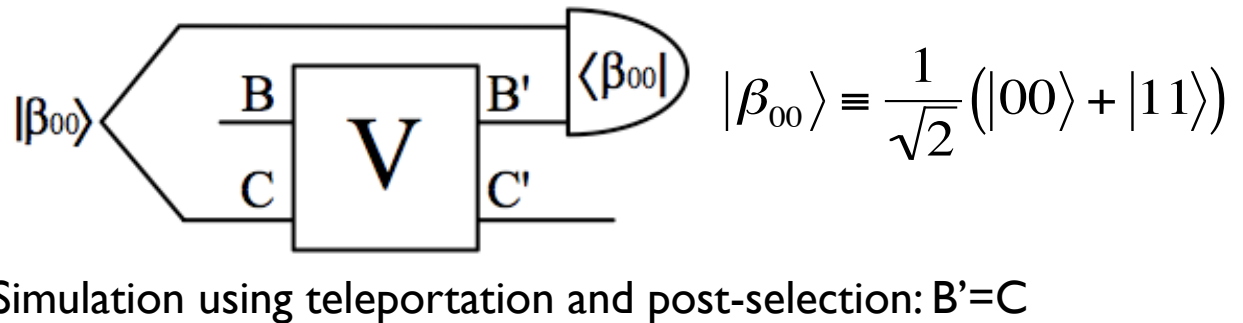 |β00⟩
B
V
B'
C
C'
⟨β00|
|β₀₀⟩ ≡ 1/√2 (|00⟩ + |11⟩)
Simulation using teleportation and post-selection: B’=C